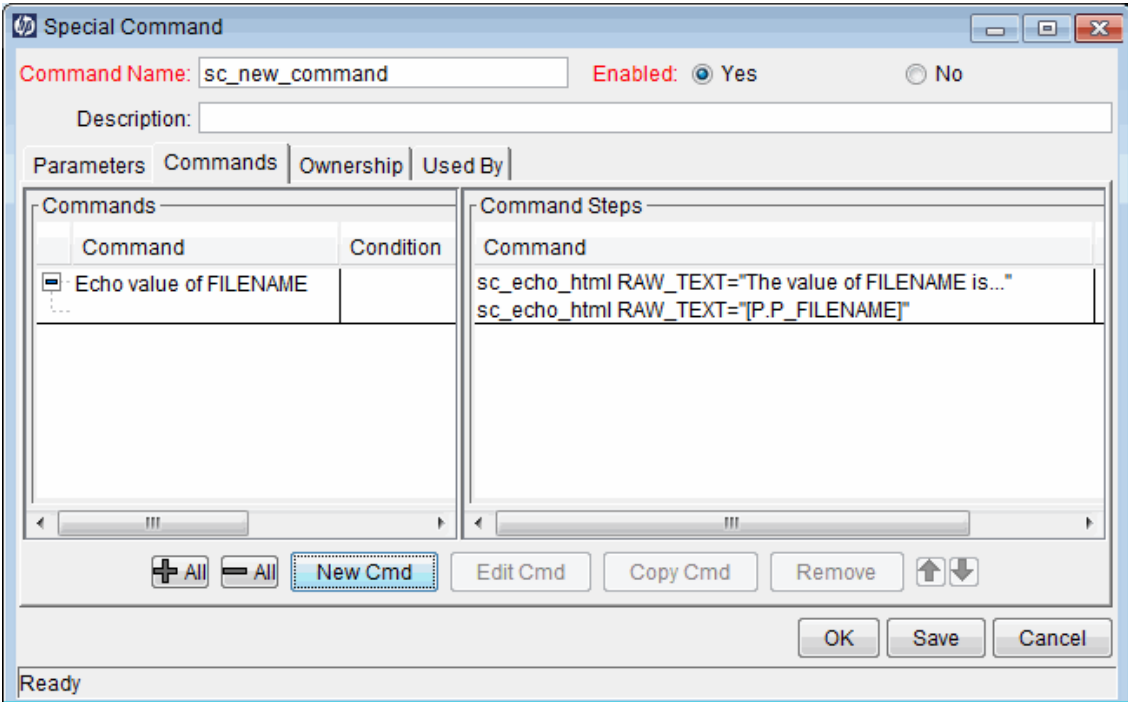 Special Command
Command Name: sc_new_command Enabled: Yes No
Description:
Parameters Commands Ownership Used By
Commands Command Steps
Command Condition Command
Echo value of FILENAME sc_echo_html RAW_TEXT="The value of FILENAME is..."
sc_echo_html RAW_TEXT="[P.P_FILENAME]"
All All New Cmd Edit Cmd Copy Cmd Remove
OK Save Cancel
Ready